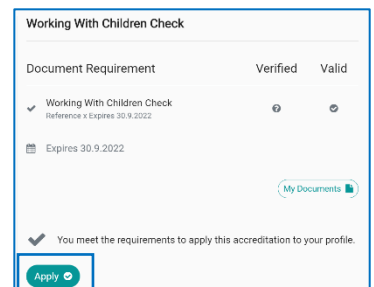 Working With Children Check
Document Requirement Verified Valid
Working With Children Check
Reference x Expires 30.9.2022
Expires 30.9.2022
My Documents
You meet the requirements to apply this accreditation to your profile.
Apply